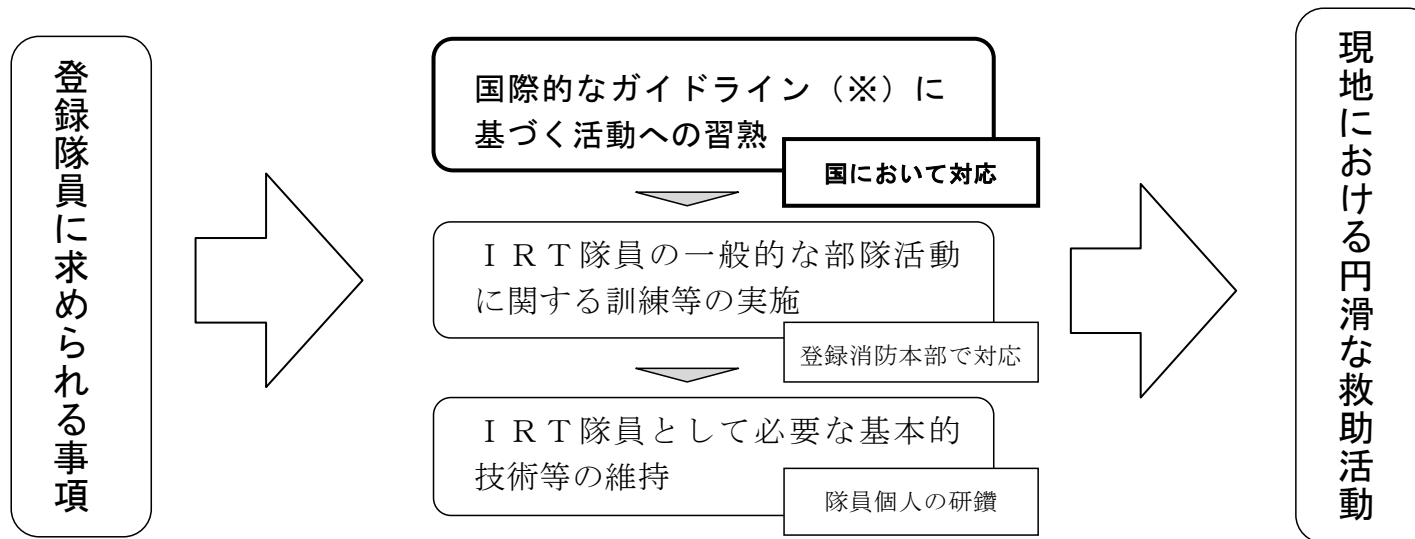 登録隊員に求められる事項
国際的なガイドライン（※）に
基づく活動への習熟
国において対応
ＩＲＴ隊員の一般的な部隊活動
に関する訓練等の実施
登録消防本部で対応
ＩＲＴ隊員として必要な基本的
技術等の維持
隊員個人の研鑽
現地における円滑な救助活動